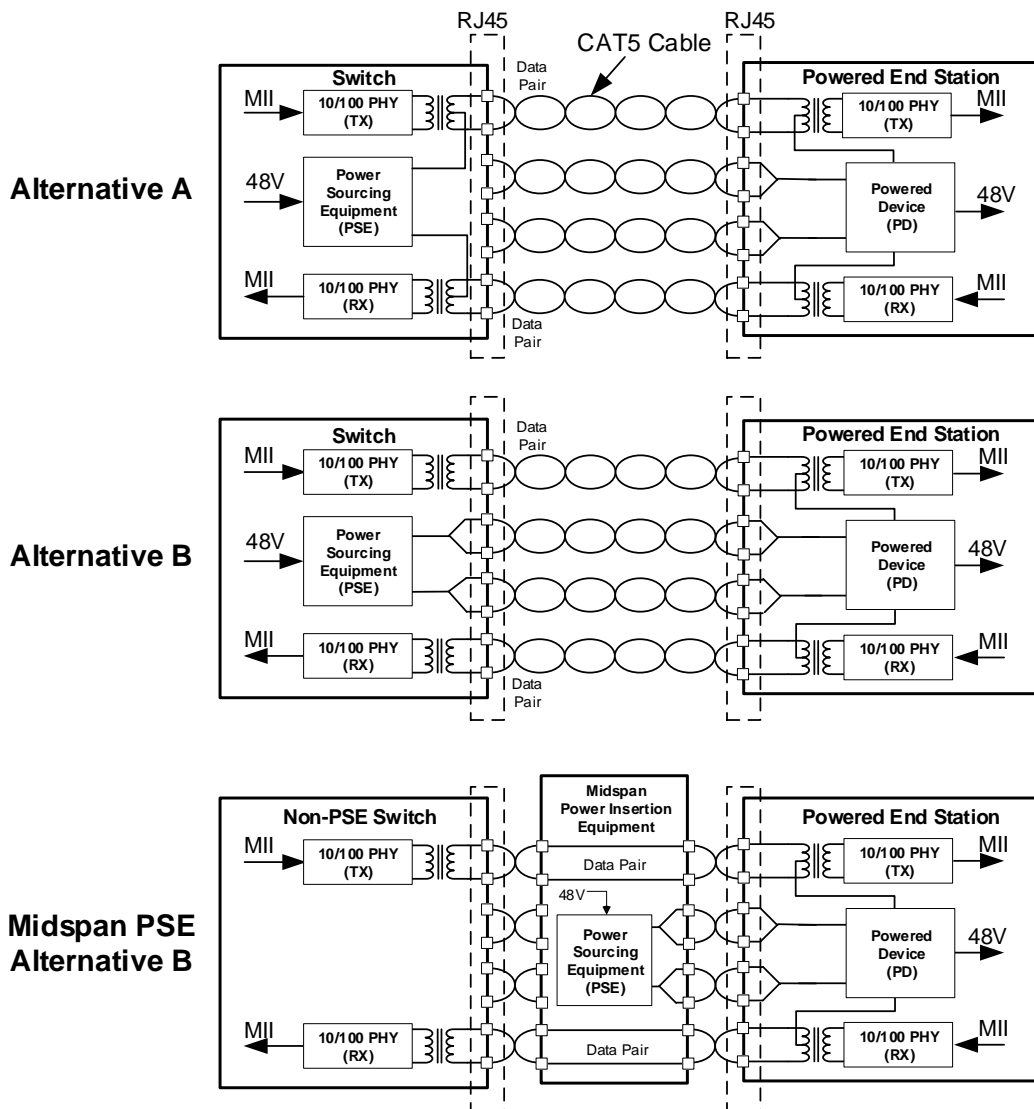 RJ45
RJ45
CAT5 Cable
Alternative A
Switch
MII
10/100 PHY
(TX)
48V
Power
Sourcing
Equipment
(PSE)
MII
10/100 PHY
(RX)
Data
Pair
Data
Pair
Powered End Station
10/100 PHY
(TX)
MII
Powered
Device
(PD)
48V
10/100 PHY
(RX)
MII
Alternative B
Switch
MII
10/100 PHY
(TX)
48V
Power
Sourcing
Equipment
(PSE)
MII
10/100 PHY
(RX)
Data
Pair
Data
Pair
Powered End Station
10/100 PHY
(TX)
MII
Powered
Device
(PD)
48V
10/100 PHY
(RX)
MII
Midspan PSE
Alternative B
Non-PSE Switch
MII
10/100 PHY
(TX)
MII
10/100 PHY
(RX)
Midspan
Power Insertion
Equipment
Data Pair
48V
Power
Sourcing
Equipment
(PSE)
Data Pair
Powered End Station
10/100 PHY
(TX)
MII
Powered
Device
(PD)
48V
10/100 PHY
(RX)
MII